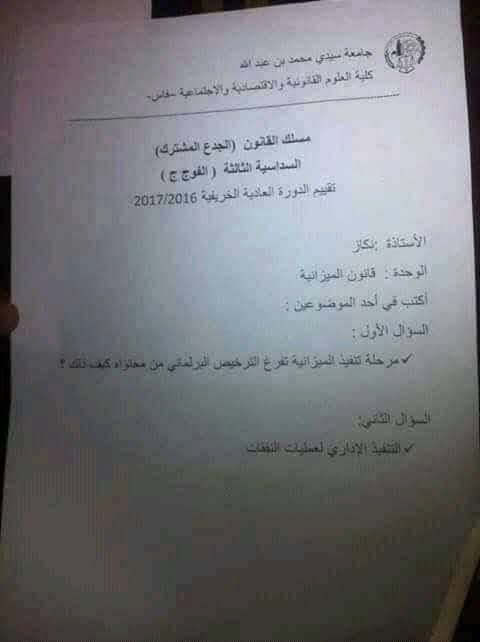 جامعة سيدي محمد بن عبد الله
كلية العلوم القانونية والاقتصادية والاجتماعية -فاس-
مسلك القانون (الجدع المشترك)
السداسية الثالثة ( الفوج ج )
تقييم الدورة العادية الخريفية 2017/2016
الأستاذة :نكاز
الوحدة : قانون الميزانية
أكتب في أحد الموضوعين :
السؤال الأول :
✓مرحلة تنفيذ الميزانية تفرغ الترخيص البرلماني من محتواه كيف ذلك ؟
السؤال الثاني:
✓التنفيذ الإداري لعمليات النفقات